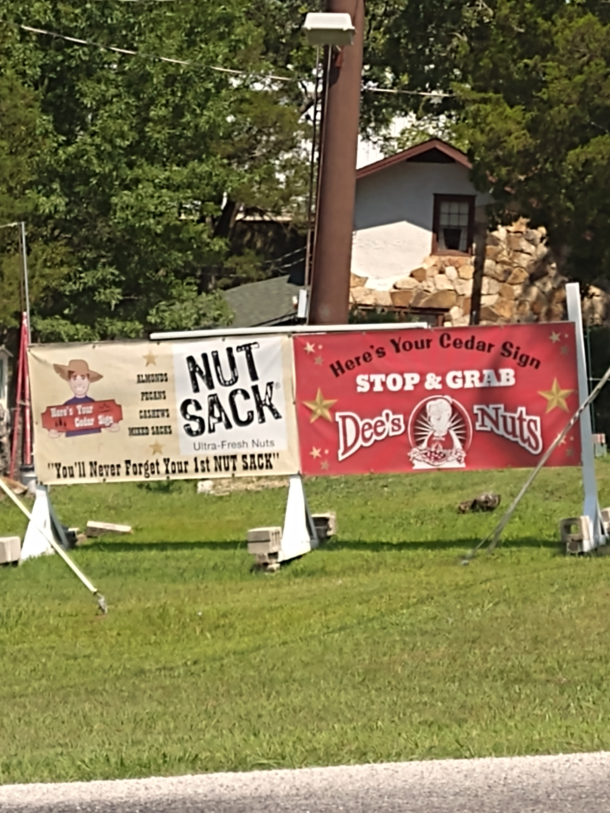 Here's Your
Cedar Sign
ALMONDS
PECANS
CASHEWS
MIXED SACKS
NUT
SACK
Ultra-Fresh Nuts
"You'll Never Forget Your 1st NUT SACK"
Here's Your Cedar Sign
STOP & GRAB
Dee's Nuts